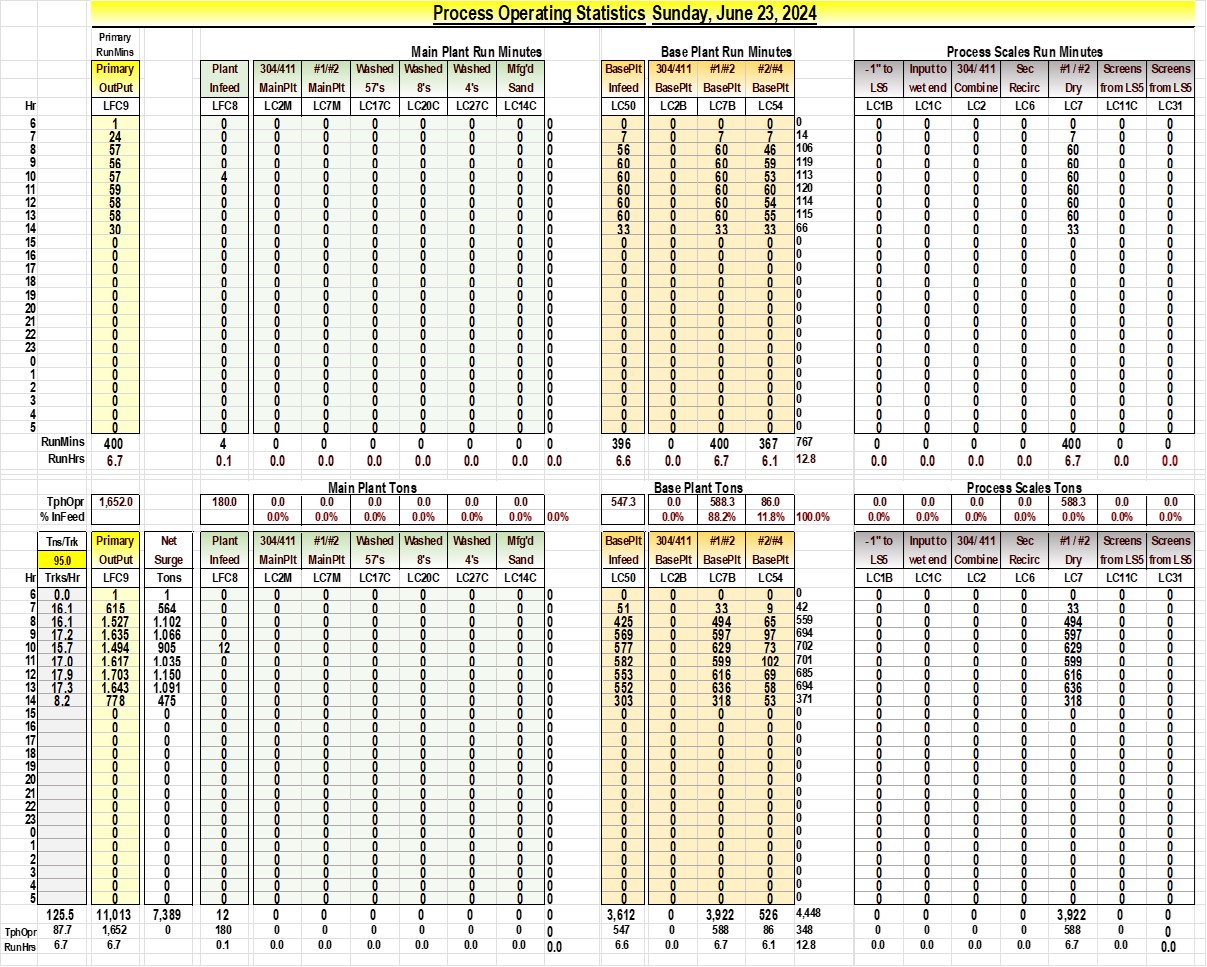 Process Operating Statistics Sunday, June 23, 2024
Primary
RunMins Main Plant Run Minutes Base Plant Run Minutes Process Scales Run Minutes
Primary Plant 304/411 #1/#2 Washed Washed Washed Mfg'd BasePlt 304/411 #1/#2 #2/#4 -1" to Input to 304/ 411 Sec #1 / #2 Screens Screens
OutPut Infeed MainPlt MainPlt 57's 8's 4's Sand Infeed BasePlt BasePlt BasePlt LS5 wet end Combine Recirc Dry from LS5 from LS5
Hr LFC9 LFC8 LC2M LC7M LC17C LC20C LC27C LC14C LC50 LC2B LC7B LC54 LC1B LC1C LC2 LC6 LC7 LC11C LC31
6 1 0 0 0 0 0 0 0 0 0 0 0 0 0 0 0 0 0 0 0 0
7 24 0 0 0 0 0 0 0 0 7 0 7 7 14 0 0 0 0 7 0 0
8 57 0 0 0 0 0 0 0 0 56 0 60 46 106 0 0 0 0 60 0 0
9 56 0 0 0 0 0 0 0 0 60 0 60 59 119 0 0 0 0 60 0 0
10 57 4 0 0 0 0 0 0 0 60 0 60 53 113 0 0 0 0 60 0 0
11 59 0 0 0 0 0 0 0 0 60 0 60 60 120 0 0 0 0 60 0 0
12 58 0 0 0 0 0 0 0 0 60 0 60 54 114 0 0 0 0 60 0 0
13 58 0 0 0 0 0 0 0 0 60 0 60 55 115 0 0 0 0 60 0 0
14 30 0 0 0 0 0 0 0 0 33 0 33 33 66 0 0 0 0 33 0 0
15 0 0 0 0 0 0 0 0 0 0 0 0 0 0 0 0 0 0 0 0 0
16 0 0 0 0 0 0 0 0 0 0 0 0 0 0 0 0 0 0 0 0 0
17 0 0 0 0 0 0 0 0 0 0 0 0 0 0 0 0 0 0 0 0 0
18 0 0 0 0 0 0 0 0 0 0 0 0 0 0 0 0 0 0 0 0 0
19 0 0 0 0 0 0 0 0 0 0 0 0 0 0 0 0 0 0 0 0 0
20 0 0 0 0 0 0 0 0 0 0 0 0 0 0 0 0 0 0 0 0 0
21 0 0 0 0 0 0 0 0 0 0 0 0 0 0 0 0 0 0 0 0 0
22 0 0 0 0 0 0 0 0 0 0 0 0 0 0 0 0 0 0 0 0 0
23 0 0 0 0 0 0 0 0 0 0 0 0 0 0 0 0 0 0 0 0 0
0 0 0 0 0 0 0 0 0 0 0 0 0 0 0 0 0 0 0 0 0 0
1 0 0 0 0 0 0 0 0 0 0 0 0 0 0 0 0 0 0 0 0 0
2 0 0 0 0 0 0 0 0 0 0 0 0 0 0 0 0 0 0 0 0 0
3 0 0 0 0 0 0 0 0 0 0 0 0 0 0 0 0 0 0 0 0 0
4 0 0 0 0 0 0 0 0 0 0 0 0 0 0 0 0 0 0 0 0 0
5 0 0 0 0 0 0 0 0 0 0 0 0 0 0 0 0 0 0 0 0 0
RunMins 400 4 0 0 0 0 0 0 0 396 0 400 367 767 0 0 0 0 400 0 0
RunHrs 6.7 0.1 0.0 0.0 0.0 0.0 0.0 0.0 0.0 6.6 0.0 6.7 6.1 12.8 0.0 0.0 0.0 0.0 6.7 0.0 0.0
Main Plant Tons Base Plant Tons Process Scales Tons
TphOpr 1,652.0 180.0 0.0 0.0 0.0 0.0 0.0 0.0 547.3 0.0 588.3 86.0 0.0 0.0 0.0 0.0 588.3 0.0 0.0
% InFeed 0.0% 0.0% 0.0% 0.0% 0.0% 0.0% 0.0% 0.0% 88.2% 11.8% 100.0% 0.0% 0.0% 0.0% 0.0% 0.0% 0.0% 0.0%
Tns/Trk Primary Net Plant 304/411 #1/#2 Washed Washed Washed Mfg'd BasePlt 304/411 #1/#2 #2/#4 -1" to Input to 304/ 411 Sec #1 / #2 Screens Screens
95.0 OutPut Surge Infeed MainPlt MainPlt 57's 8's 4's Sand Infeed BasePlt BasePlt BasePlt LS5 wet end Combine Recirc Dry from LS5 from LS5
Hr Trks/Hr LFC9 Tons LFC8 LC2M LC7M LC17C LC20C LC27C LC14C LC50 LC2B LC7B LC54 LC1B LC1C LC2 LC6 LC7 LC11C LC31
6 0.0 1 1 0 0 0 0 0 0 0 0 0 0 0 0 0 0 0 0 0 0 0 0
7 16.1 615 564 0 0 0 0 0 0 0 0 51 0 33 9 42 0 0 0 0 33 0 0
8 16.1 1.527 1.102 0 0 0 0 0 0 0 0 425 0 494 65 559 0 0 0 0 494 0 0
9 17.2 1.635 1.066 0 0 0 0 0 0 0 0 569 0 597 97 694 0 0 0 0 597 0 0
10 15.7 1.494 905 12 0 0 0 0 0 0 0 577 0 629 73 702 0 0 0 0 629 0 0
11 17.0 1.617 1.035 0 0 0 0 0 0 0 0 582 0 599 102 701 0 0 0 0 599 0 0
12 17.9 1.703 1.150 0 0 0 0 0 0 0 0 553 0 616 69 685 0 0 0 0 616 0 0
13 17.3 1.643 1.091 0 0 0 0 0 0 0 0 552 0 636 58 694 0 0 0 0 636 0 0
14 8.2 778 475 0 0 0 0 0 0 0 0 303 0 318 53 371 0 0 0 0 318 0 0
15 0 0 0 0 0 0 0 0 0 0 0 0 0 0 0 0 0 0 0 0 0 0
16 0 0 0 0 0 0 0 0 0 0 0 0 0 0 0 0 0 0 0 0 0 0
17 0 0 0 0 0 0 0 0 0 0 0 0 0 0 0 0 0 0 0 0 0 0
18 0 0 0 0 0 0 0 0 0 0 0 0 0 0 0 0 0 0 0 0 0 0
19 0 0 0 0 0 0 0 0 0 0 0 0 0 0 0 0 0 0 0 0 0 0
20 0 0 0 0 0 0 0 0 0 0 0 0 0 0 0 0 0 0 0 0 0 0
21 0 0 0 0 0 0 0 0 0 0 0 0 0 0 0 0 0 0 0 0 0 0
22 0 0 0 0 0 0 0 0 0 0 0 0 0 0 0 0 0 0 0 0 0 0
23 0 0 0 0 0 0 0 0 0 0 0 0 0 0 0 0 0 0 0 0 0 0
0 0 0 0 0 0 0 0 0 0 0 0 0 0 0 0 0 0 0 0 0 0 0
1 0 0 0 0 0 0 0 0 0 0 0 0 0 0 0 0 0 0 0 0 0 0
2 0 0 0 0 0 0 0 0 0 0 0 0 0 0 0 0 0 0 0 0 0 0
3 0 0 0 0 0 0 0 0 0 0 0 0 0 0 0 0 0 0 0 0 0 0
4 0 0 0 0 0 0 0 0 0 0 0 0 0 0 0 0 0 0 0 0 0 0
5 0 0 0 0 0 0 0 0 0 0 0 0 0 0 0 0 0 0 0 0 0 0
125.5 11,013 7,389 12 0 0 0 0 0 0 0 3,612 0 3,922 526 4,448 0 0 0 0 3,922 0 0
TphOpr 87.7 1,652 0 180 0 0 0 0 0 0 0 547 0 588 86 348 0 0 0 0 588 0 0
RunHrs 6.7 6.7 0.1 0.0 0.0 0.0 0.0 0.0 0.0 0.0 6.6 0.0 6.7 6.1 12.8 0.0 0.0 0.0 0.0 6.7 0.0 0.0